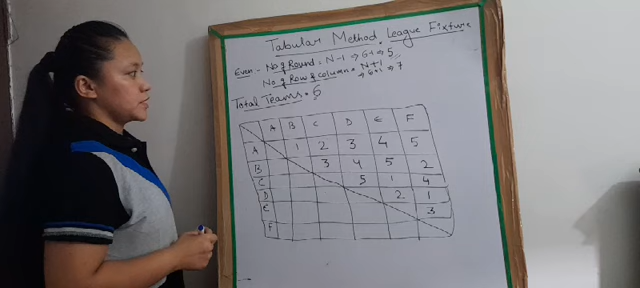 Tabular Method. League Fixture
Even:- No of Round = N-1 → 6-1 → 5
No of Row & column = N+1
→ 6+1 → 7
Total Teams = 6
A B C D E F
A 1 2 3 4 5
B 3 4 5 2
C 5 1 4
D 2 1
E 3
F